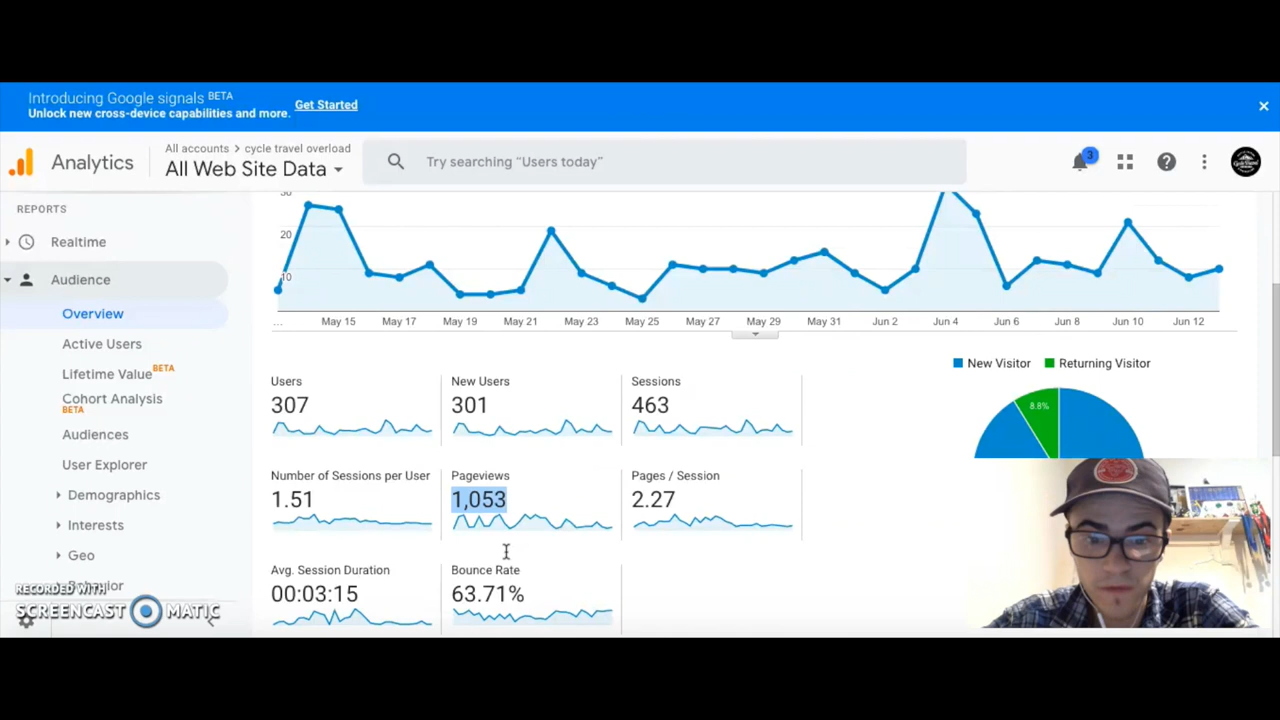 Introducing Google signals BETA
Unlock new cross-device capabilities and more. Get Started
×
Analytics
All accounts > cycle travel overload
All Web Site Data
Try searching “Users today”
3
REPORTS
Realtime
Audience
Overview
Active Users
Lifetime Value BETA
Cohort Analysis
BETA
Audiences
User Explorer
Demographics
Interests
Geo
Behavior
RECORDED WITH
SCREENCAST MATIC
30
20
10
... May 15 May 17 May 19 May 21 May 23 May 25 May 27 May 29 May 31 Jun 2 Jun 4 Jun 6 Jun 8 Jun 10 Jun 12
New Visitor Returning Visitor
8.8%
Users New Users Sessions
307 301 463
Number of Sessions per User Pageviews Pages / Session
1.51 1,053 2.27
Avg. Session Duration Bounce Rate
00:03:15 63.71%